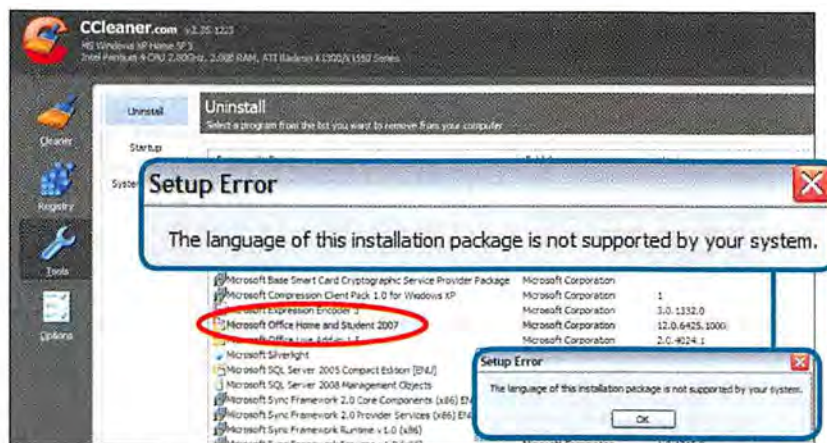 CCleaner.com v2.35.1223
MS Windows XP Home SP3
Intel Pentium 4 CPU 2.80GHz, 2.0GB RAM, ATI Radeon X1300/X1550 Series
Cleaner
Registry
Tools
Options
Uninstall
Startup
System
Uninstall
Select a program from the list you want to remove from your computer
Setup Error
The language of this installation package is not supported by your system.
Microsoft Base Smart Card Cryptographic Service Provider Package Microsoft Corporation
Microsoft Compression Client Pack 1.0 for Windows XP Microsoft Corporation 1
Microsoft Expression Encoder 3 Microsoft Corporation 3.0.1332.0
Microsoft Office Home and Student 2007 Microsoft Corporation 12.0.6425.1000
Microsoft Office Live Add-in 1.3 Microsoft Corporation 2.0.4024.1
Microsoft Silverlight
Microsoft SQL Server 2005 Compact Edition [ENU]
Microsoft SQL Server 2008 Management Objects
Microsoft Sync Framework 2.0 Core Components (x86) EN
Microsoft Sync Framework 2.0 Provider Services (x86) EN
Microsoft Sync Framework Runtime v1.0 (x86)
Setup Error
The language of this installation package is not supported by your system.
OK